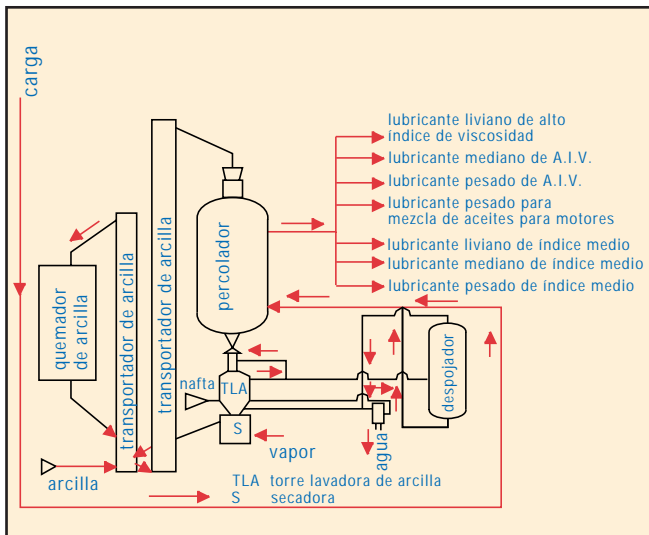 carga
lubricante liviano de alto
índice de viscosidad
lubricante mediano de A.I.V.
lubricante pesado de A.I.V.
lubricante pesado para
mezcla de aceites para motores
lubricante liviano de índice medio
lubricante mediano de índice medio
lubricante pesado de índice medio
percolador
transportador de arcilla
transportador de arcilla
quemador
de arcilla
despojador
nafta
TLA
S
vapor
agua
arcilla
TLA torre lavadora de arcilla
S secadora